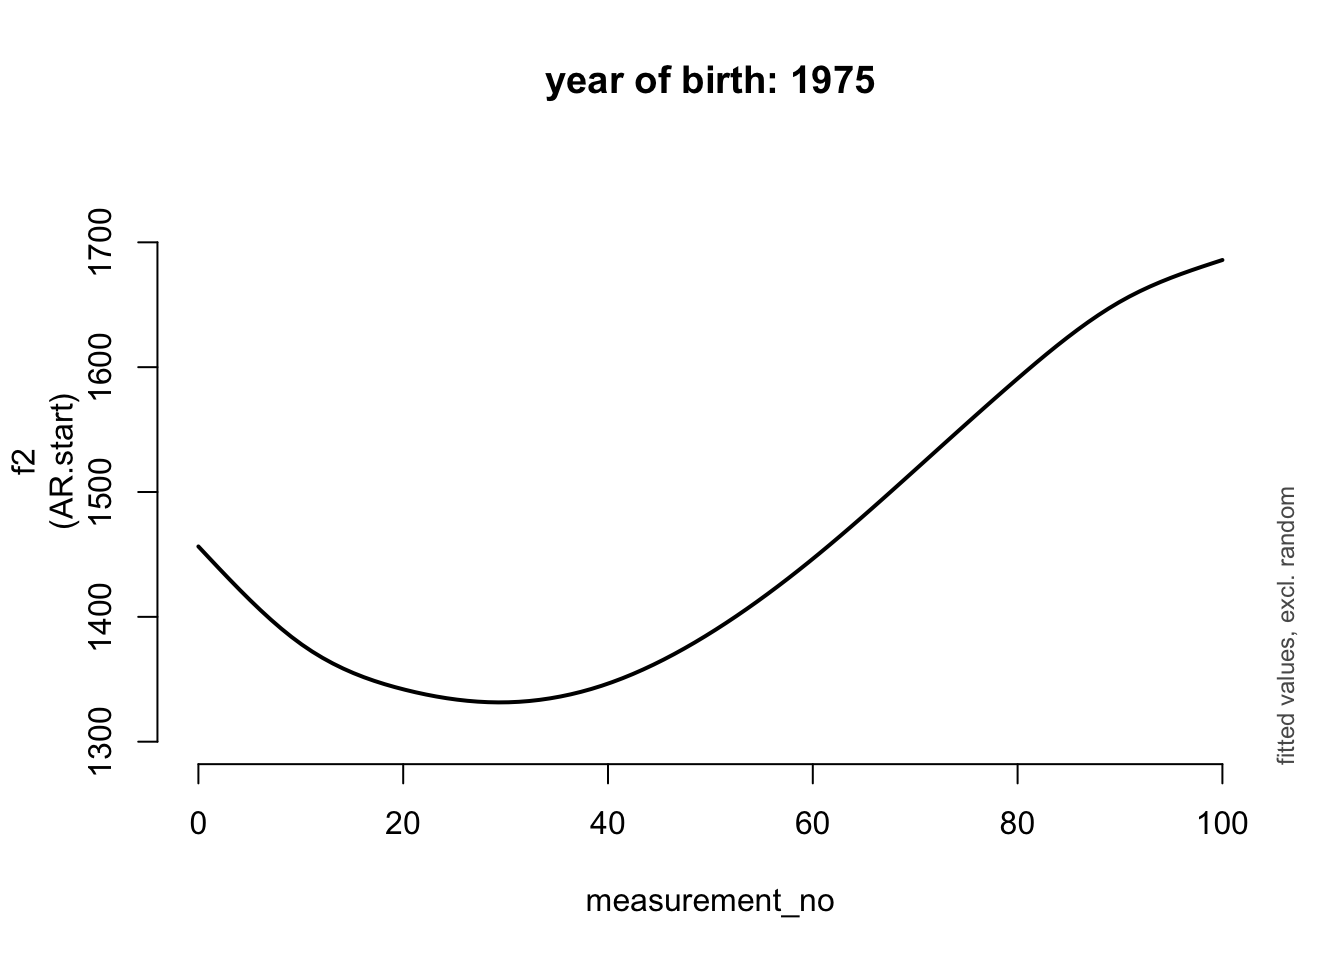 year of birth: 1975
f2
(AR.start)
1700
1600
1500
1400
1300
0 20 40 60 80 100
measurement_no
fitted values, excl. random